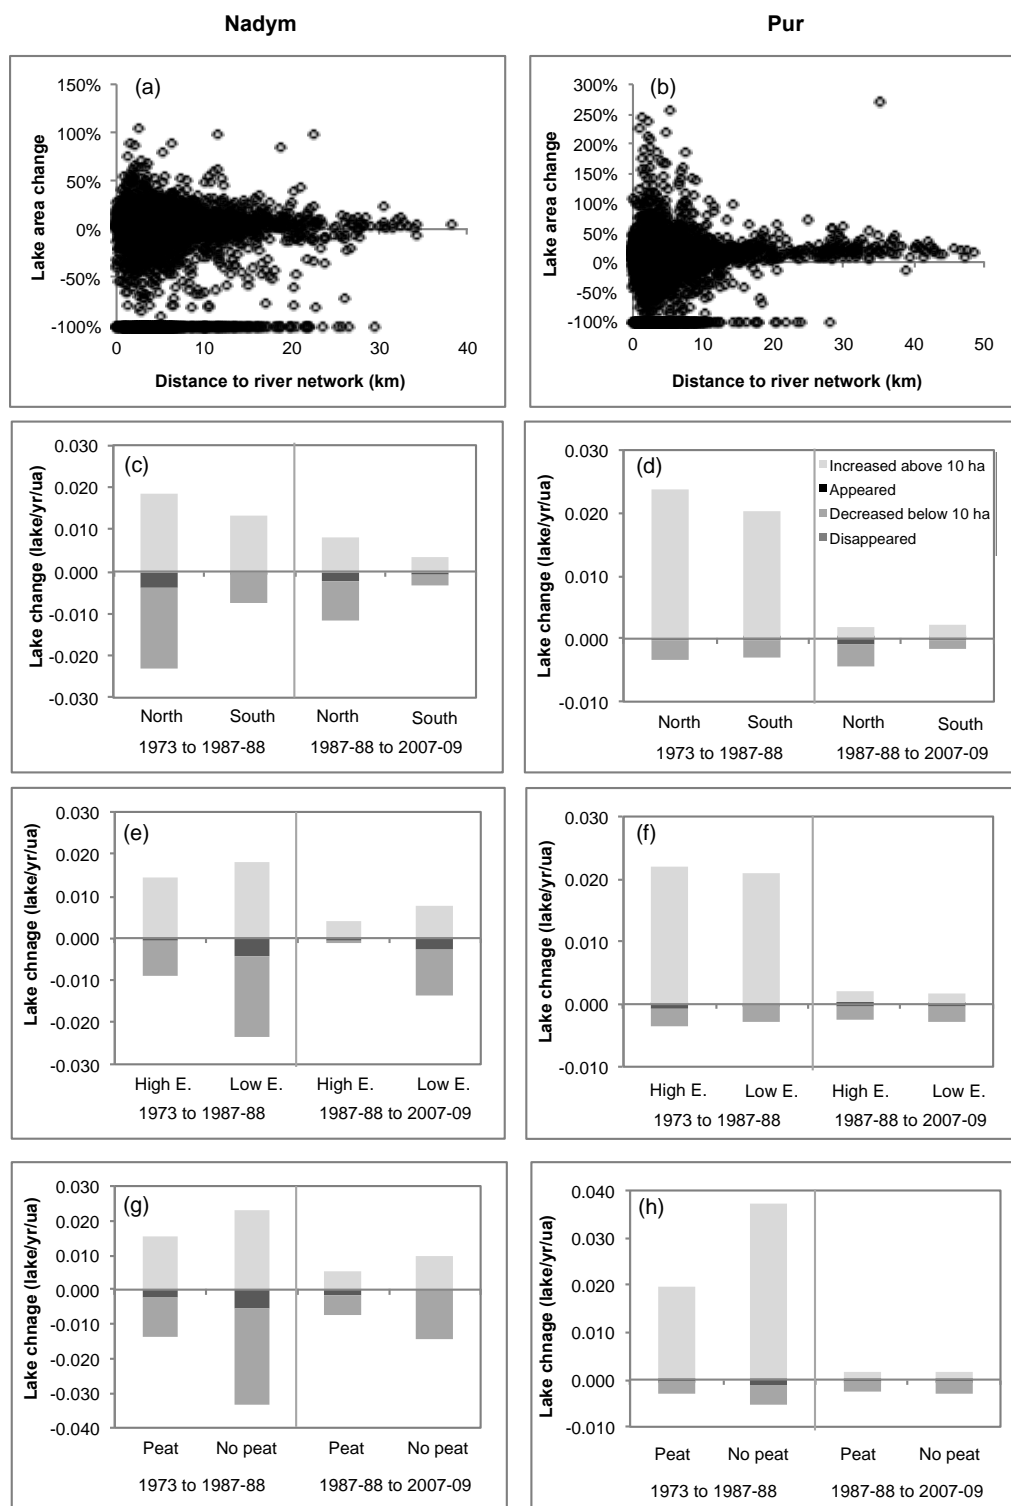 Nadym
Pur
(a)
150%
100%
50%
0%
-50%
-100%
Lake area change
0 10 20 30 40
Distance to river network (km)
(b)
300%
250%
200%
150%
100%
50%
0%
-50%
-100%
Lake area change
0 10 20 30 40 50
Distance to river network (km)
(c)
0.030
0.020
0.010
0.000
-0.010
-0.020
-0.030
Lake change (lake/yr/ua)
North South North South
1973 to 1987-88 1987-88 to 2007-09
(d)
0.030
0.020
0.010
0.000
-0.010
Lake change (lake/yr/ua)
Increased above 10 ha
Appeared
Decreased below 10 ha
Disappeared
North South North South
1973 to 1987-88 1987-88 to 2007-09
(e)
0.030
0.020
0.010
0.000
-0.010
-0.020
-0.030
Lake chnage (lake/yr/ua)
High E. Low E. High E. Low E.
1973 to 1987-88 1987-88 to 2007-09
(f)
0.030
0.020
0.010
0.000
-0.010
Lake chnage (lake/yr/ua)
High E. Low E. High E. Low E.
1973 to 1987-88 1987-88 to 2007-09
(g)
0.030
0.020
0.010
0.000
-0.010
-0.020
-0.030
-0.040
Lake chnage (lake/yr/ua)
Peat No peat Peat No peat
1973 to 1987-88 1987-88 to 2007-09
(h)
0.040
0.030
0.020
0.010
0.000
-0.010
Lake chnage (lake/yr/ua)
Peat No peat Peat No peat
1973 to 1987-88 1987-88 to 2007-09